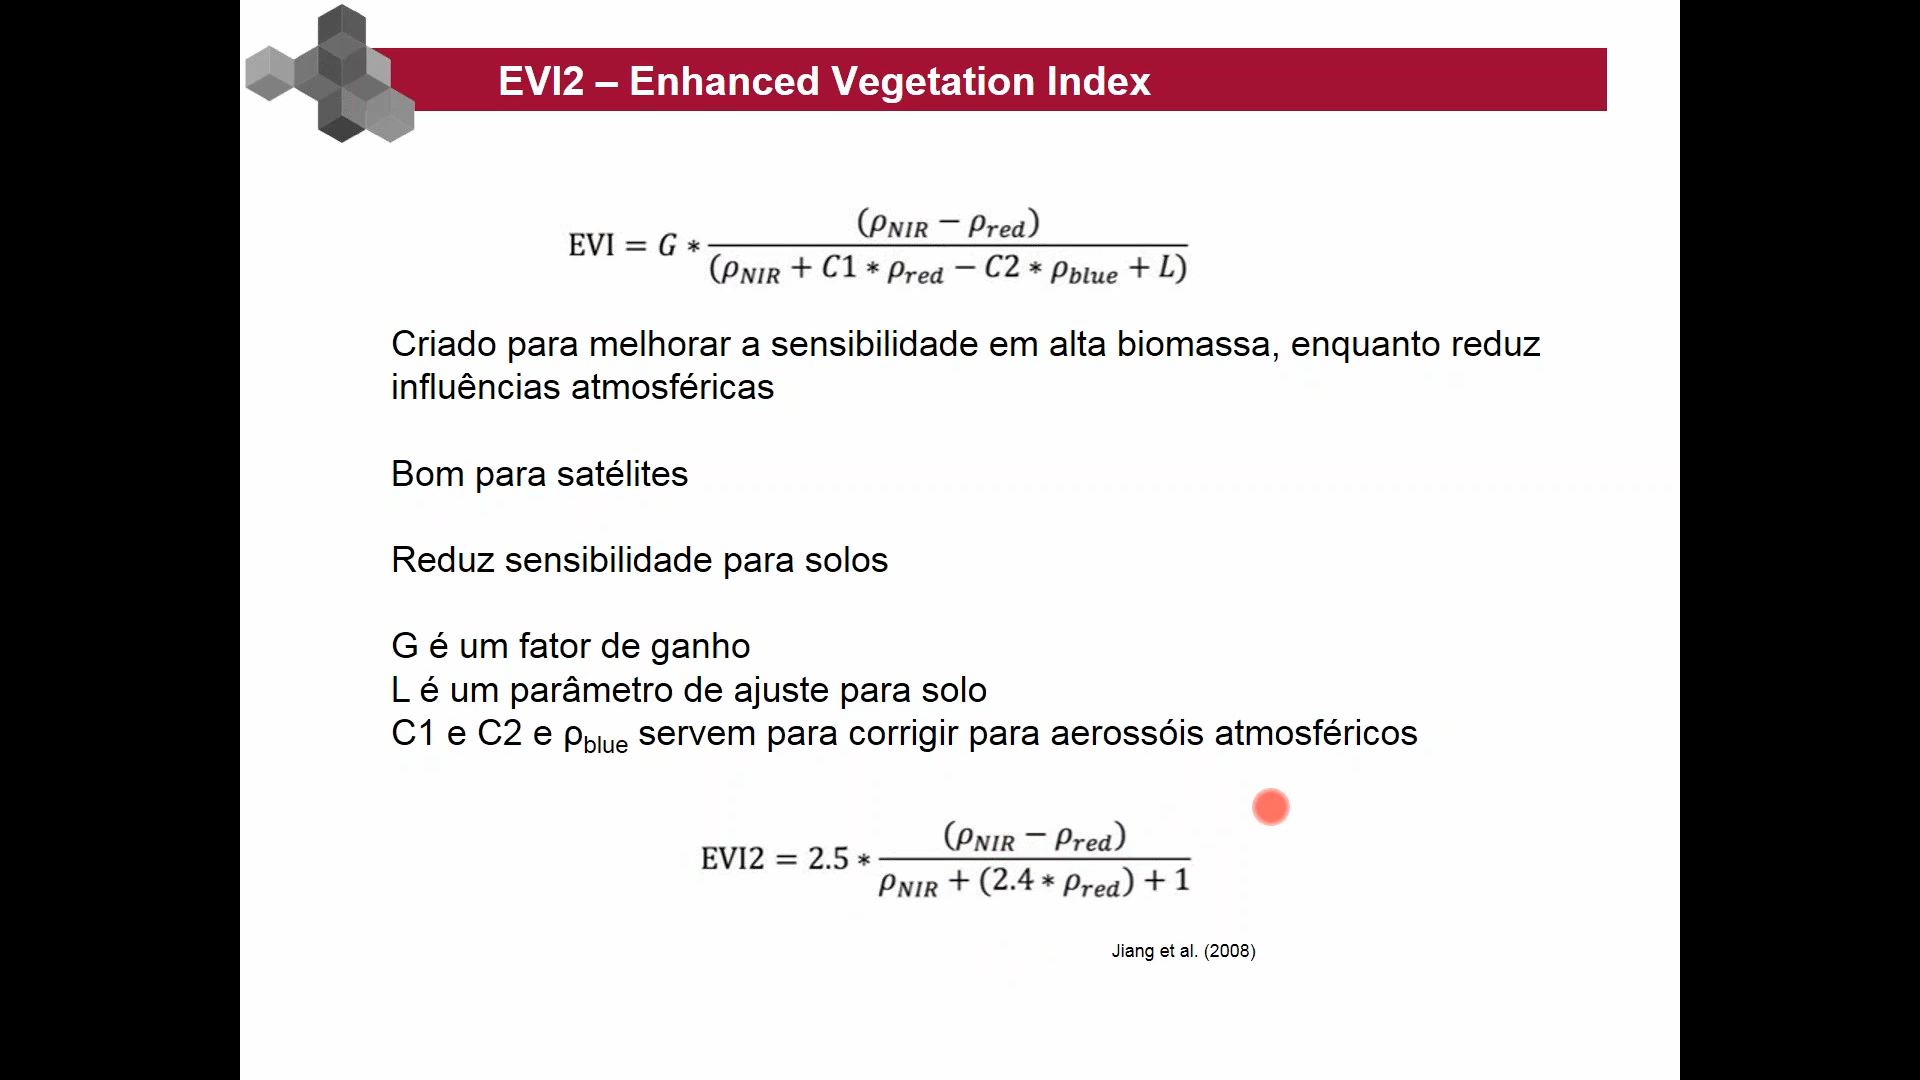 EVI2 – Enhanced Vegetation Index
EVI = G * (ρNIR − ρred) / (ρNIR + C1 * ρred − C2 * ρblue + L)
Criado para melhorar a sensibilidade em alta biomassa, enquanto reduz
influências atmosféricas
Bom para satélites
Reduz sensibilidade para solos
G é um fator de ganho
L é um parâmetro de ajuste para solo
C1 e C2 e ρblue servem para corrigir para aerossóis atmosféricos
EVI2 = 2.5 * (ρNIR − ρred) / ρNIR + (2.4 * ρred) + 1
Jiang et al. (2008)